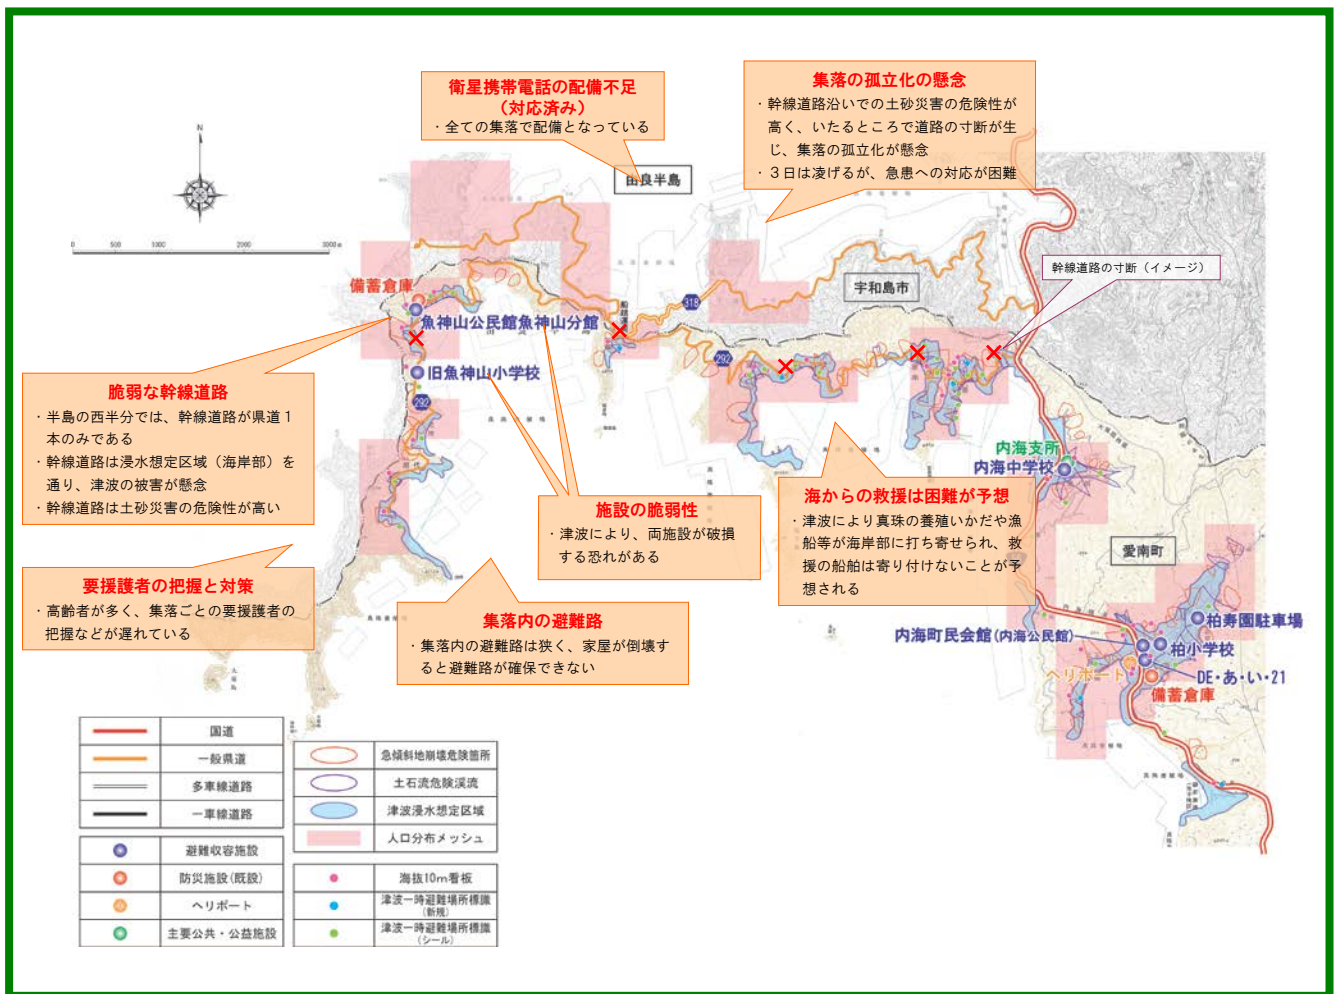 衛星携帯電話の配備不足
（対応済み）
・全ての集落で配備となっている
集落の孤立化の懸念
・幹線道路沿いでの土砂災害の危険性が
高く、いたるところで道路の寸断が生
じ、集落の孤立化が懸念
・３日は凌げるが、急患への対応が困難
N
0
500
1000
2000
3000m
由良半島
幹線道路の寸断（イメージ）
宇和島市
318
292
備蓄倉庫
魚神山公民館魚神山分館
旧魚神山小学校
292
脆弱な幹線道路
・半島の西半分では、幹線道路が県道１
本のみである
・幹線道路は浸水想定区域（海岸部）を
通り、津波の被害が懸念
・幹線道路は土砂災害の危険性が高い
内海支所
内海中学校
施設の脆弱性
・津波により、両施設が破損
する恐れがある
海からの救援は困難が予想
・津波により真珠の養殖いかだや漁
船等が海岸部に打ち寄せられ、救
援の船舶は寄り付けないことが予
想される
愛南町
要援護者の把握と対策
・高齢者が多く、集落ごとの要援護者の
把握などが遅れている
集落内の避難路
・集落内の避難路は狭く、家屋が倒壊す
ると避難路が確保できない
柏寿園駐車場
内海町民会館(内海公民館)
柏小学校
ヘリポート
DE・あ・い・21
備蓄倉庫
国道
一般県道
多車線道路
一車線道路
避難収容施設
防災施設(既設)
ヘリポート
主要公共・公益施設
急傾斜地崩壊危険箇所
土石流危険渓流
津波浸水想定区域
人口分布メッシュ
海抜10m看板
津波一時避難場所標識
(新規)
津波一時避難場所標識
(シール)